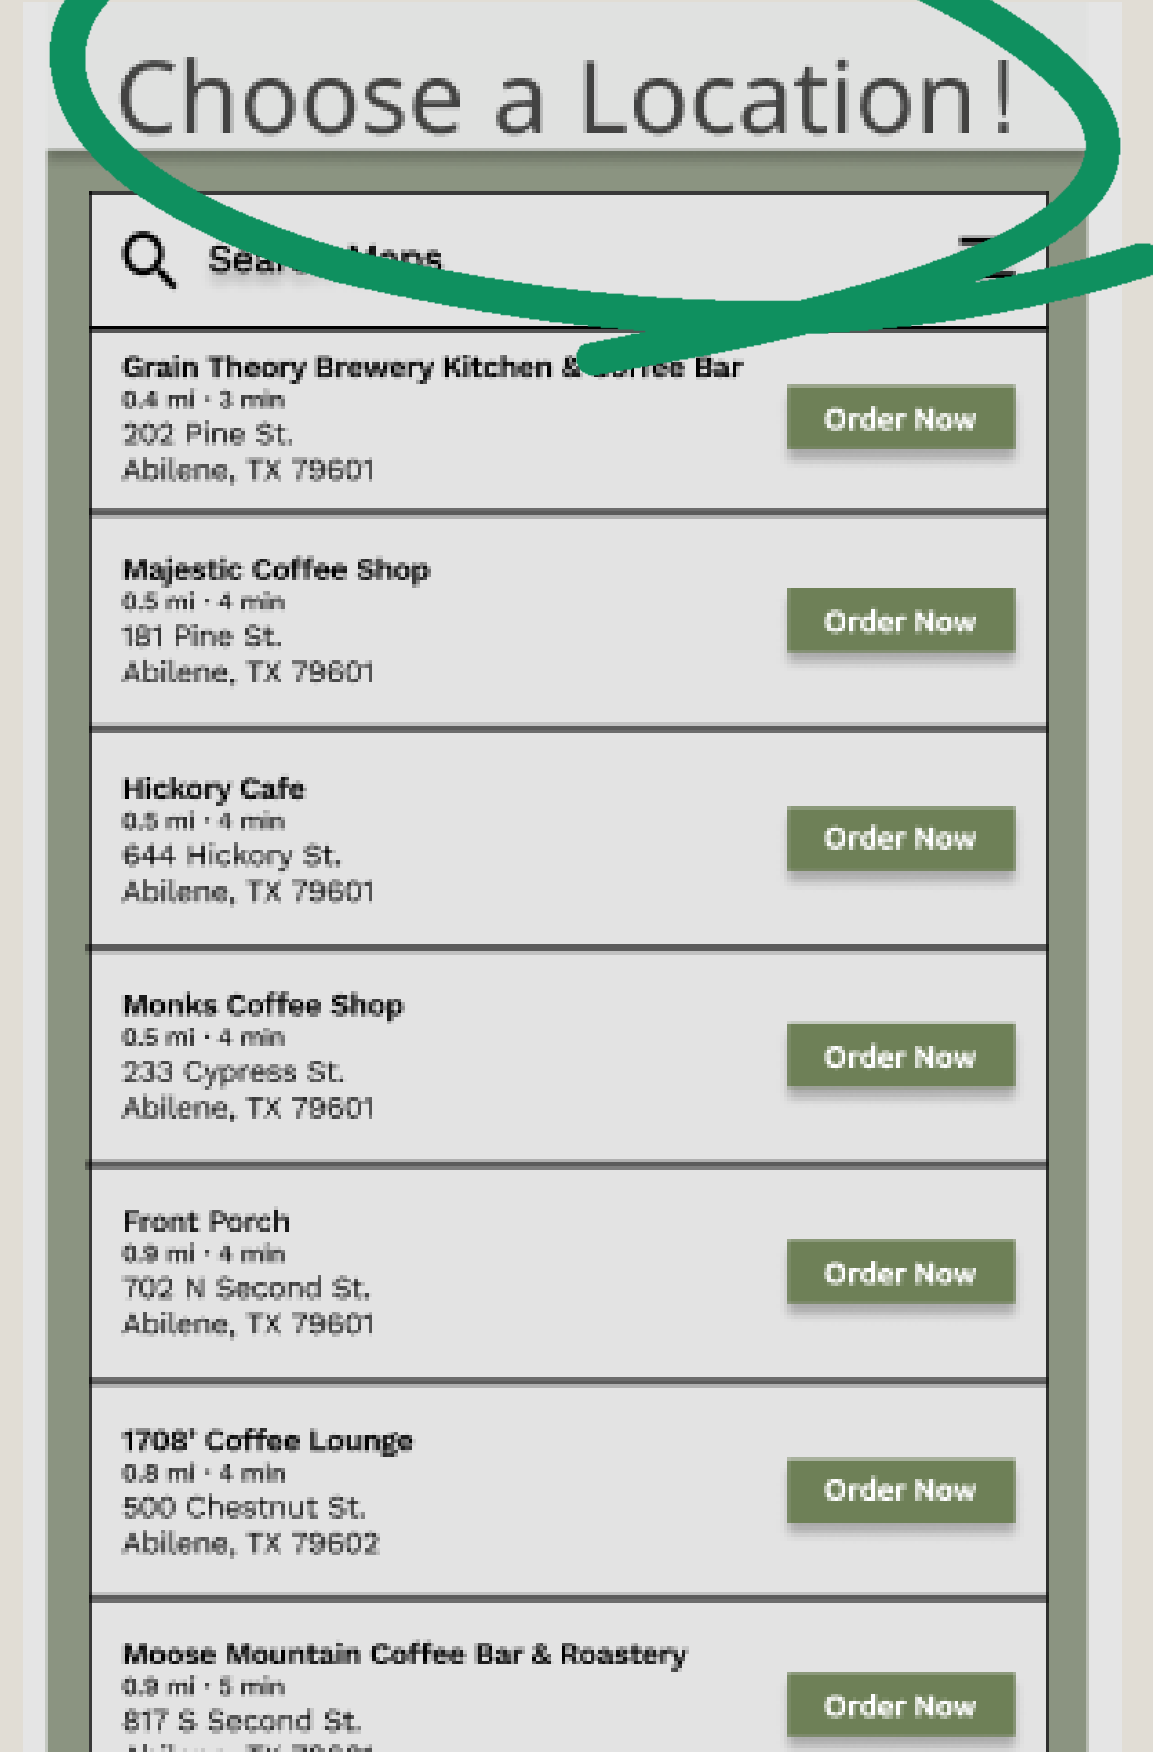 Choose a Location!
Search Maps
Grain Theory Brewery Kitchen & Coffee Bar
0.4 mi · 3 min
202 Pine St.
Abilene, TX 79601
Order Now
Majestic Coffee Shop
0.5 mi · 4 min
181 Pine St.
Abilene, TX 79601
Order Now
Hickory Cafe
0.5 mi · 4 min
644 Hickory St.
Abilene, TX 79601
Order Now
Monks Coffee Shop
0.5 mi · 4 min
233 Cypress St.
Abilene, TX 79601
Order Now
Front Porch
0.9 mi · 4 min
702 N Second St.
Abilene, TX 79601
Order Now
1708' Coffee Lounge
0.8 mi · 4 min
500 Chestnut St.
Abilene, TX 79602
Order Now
Moose Mountain Coffee Bar & Roastery
0.9 mi · 5 min
817 S Second St.
Order Now